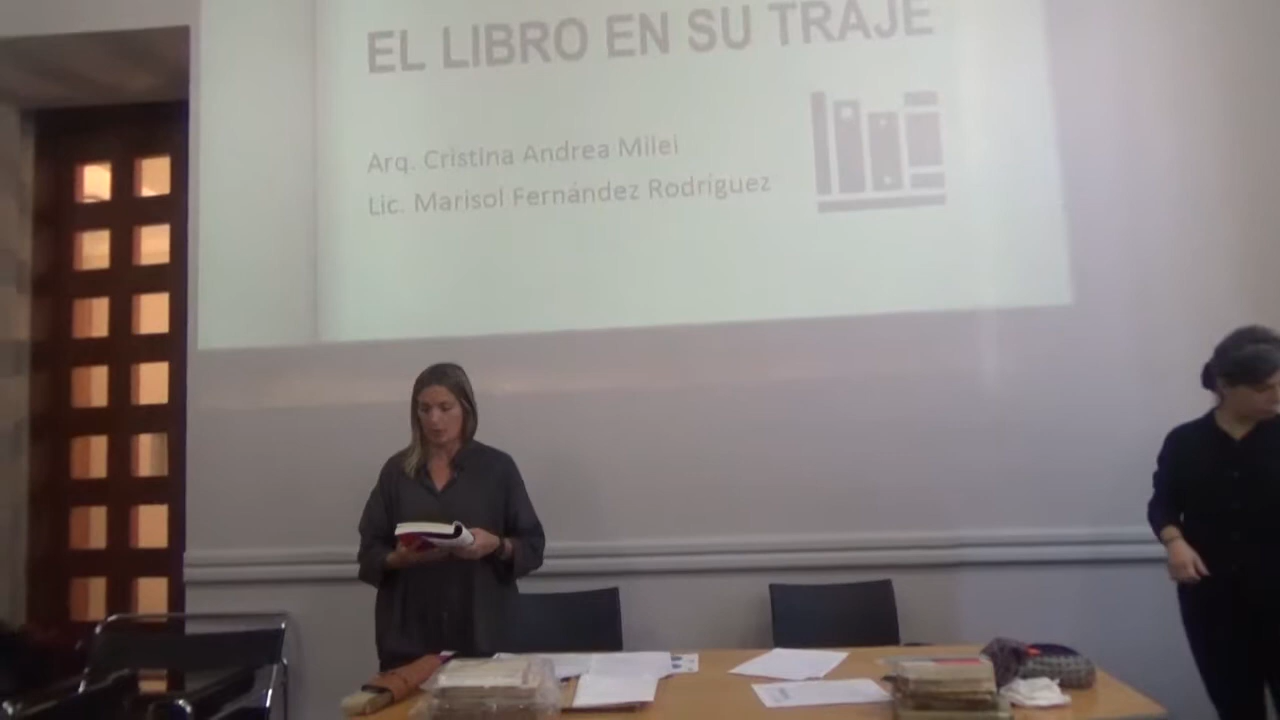 EL LIBRO EN SU TRAJE
Arq. Cristina Andrea Milei
Lic. Marisol Fernández Rodríguez